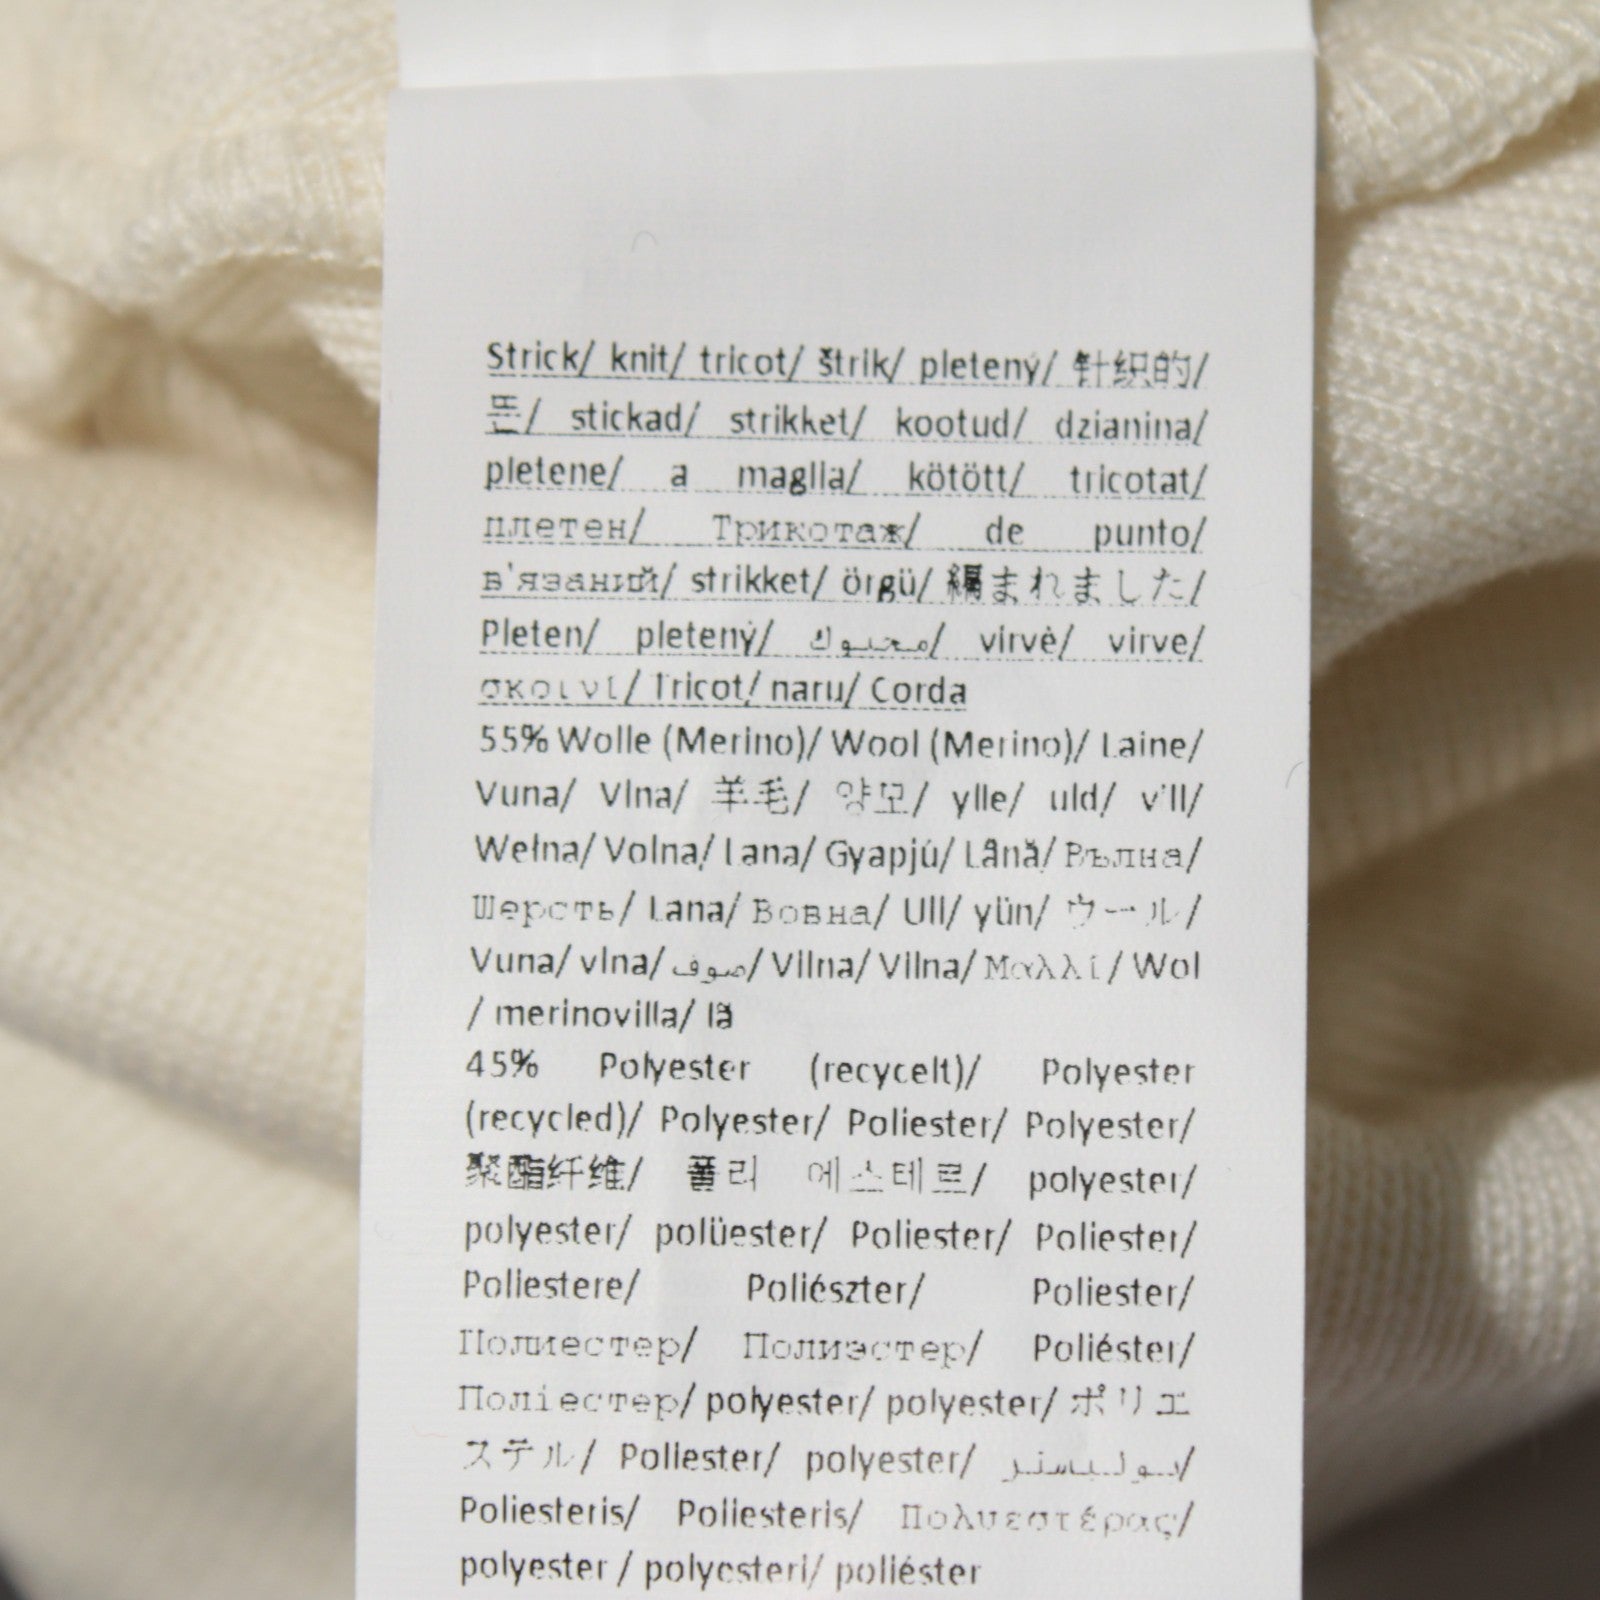 Strick/ knit/ tricot/ štrik/ pletený/ 针织的/
뜬/ stickad/ strikket/ kootud/ dzianina/
pletene/ a maglia/ kötött/ tricotat/
плетен/ Трикотаж/ de punto/
в'язаний/ strikket/ örgü/ 編まれました/
Pleten/ pletený/ محبوك/ virvė/ virve/
σκοινί/ Tricot/ naru/ Corda
55% Wolle (Merino)/ Wool (Merino)/ Laine/
Vuna/ Vlna/ 羊毛/ 양모/ ylle/ uld/ v'll/
Wełna/ Volna/ Lana/ Gyapjú/ Lână/ Вълна/
Шерсть/ Lana/ Вовна/ Ull/ yün/ ウール/
Vuna/ vlna/ صوف/ Vilna/ Vilna/ Μαλλί/ Wol
/ merinovilla/ lã
45% Polyester (recycelt)/ Polyester
(recycled)/ Polyester/ Poliester/ Polyester/
聚酯纤维/ 폴리 에스테르/ polyester/
polyester/ polüester/ Poliester/ Poliester/
Poliestere/ Poliészter/ Poliester/
Полиестер/ Полиэстер/ Poliéster/
Поліестер/ polyester/ polyester/ ポリエ
ステル/ Poliester/ polyester/ بوليستر/
Poliesteris/ Poliesteris/ Πολυεστέρας/
polyester / polyesteri/ poliéster